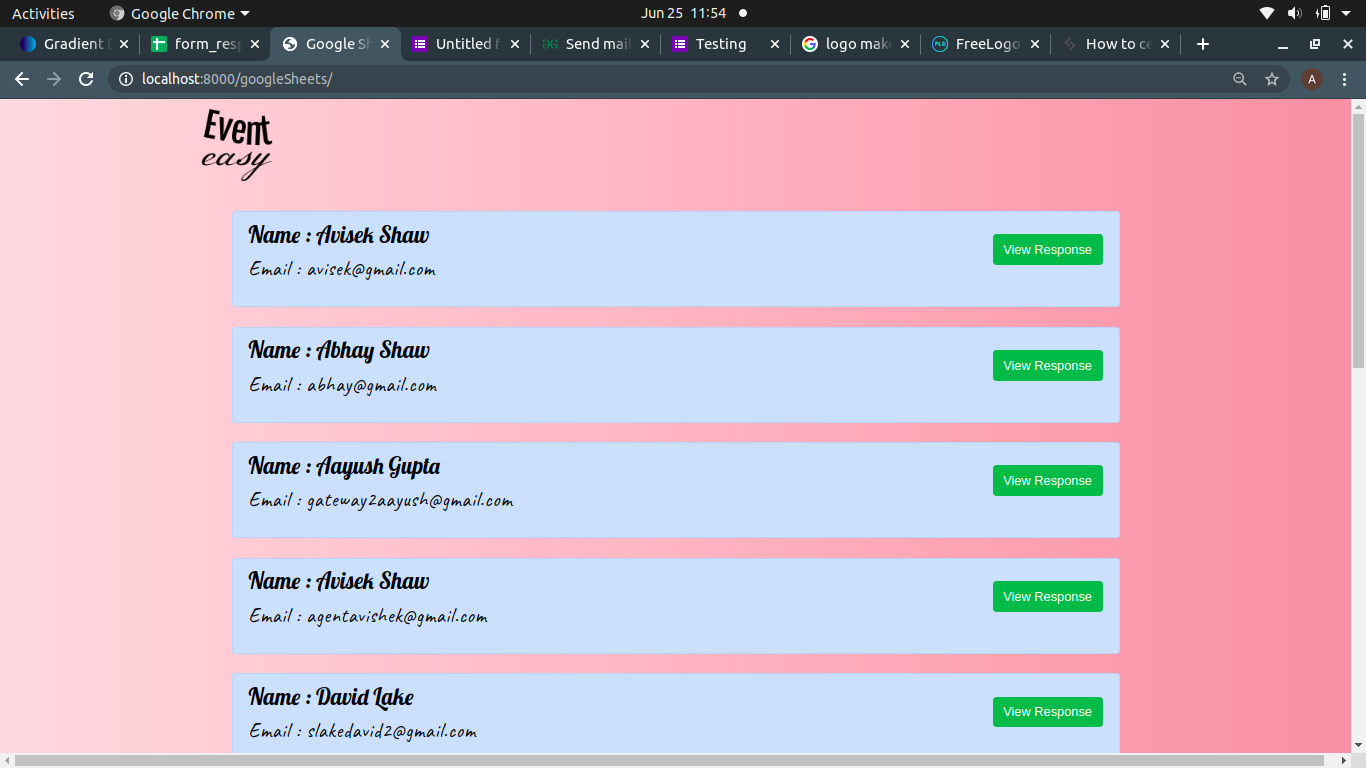 Activities
Google Chrome
Jun 25 11:54
Gradient
form_resp
Google Sh
Untitled f
Send mail
Testing
logo make
FreeLogo
How to ce
localhost:8000/googleSheets/
A
Event
easy
Name : Avisek Shaw
Email : avisek@gmail.com
View Response
Name : Abhay Shaw
Email : abhay@gmail.com
View Response
Name : Aayush Gupta
Email : gateway2aayush@gmail.com
View Response
Name : Avisek Shaw
Email : agentavishek@gmail.com
View Response
Name : David Lake
Email : slakedavid2@gmail.com
View Response